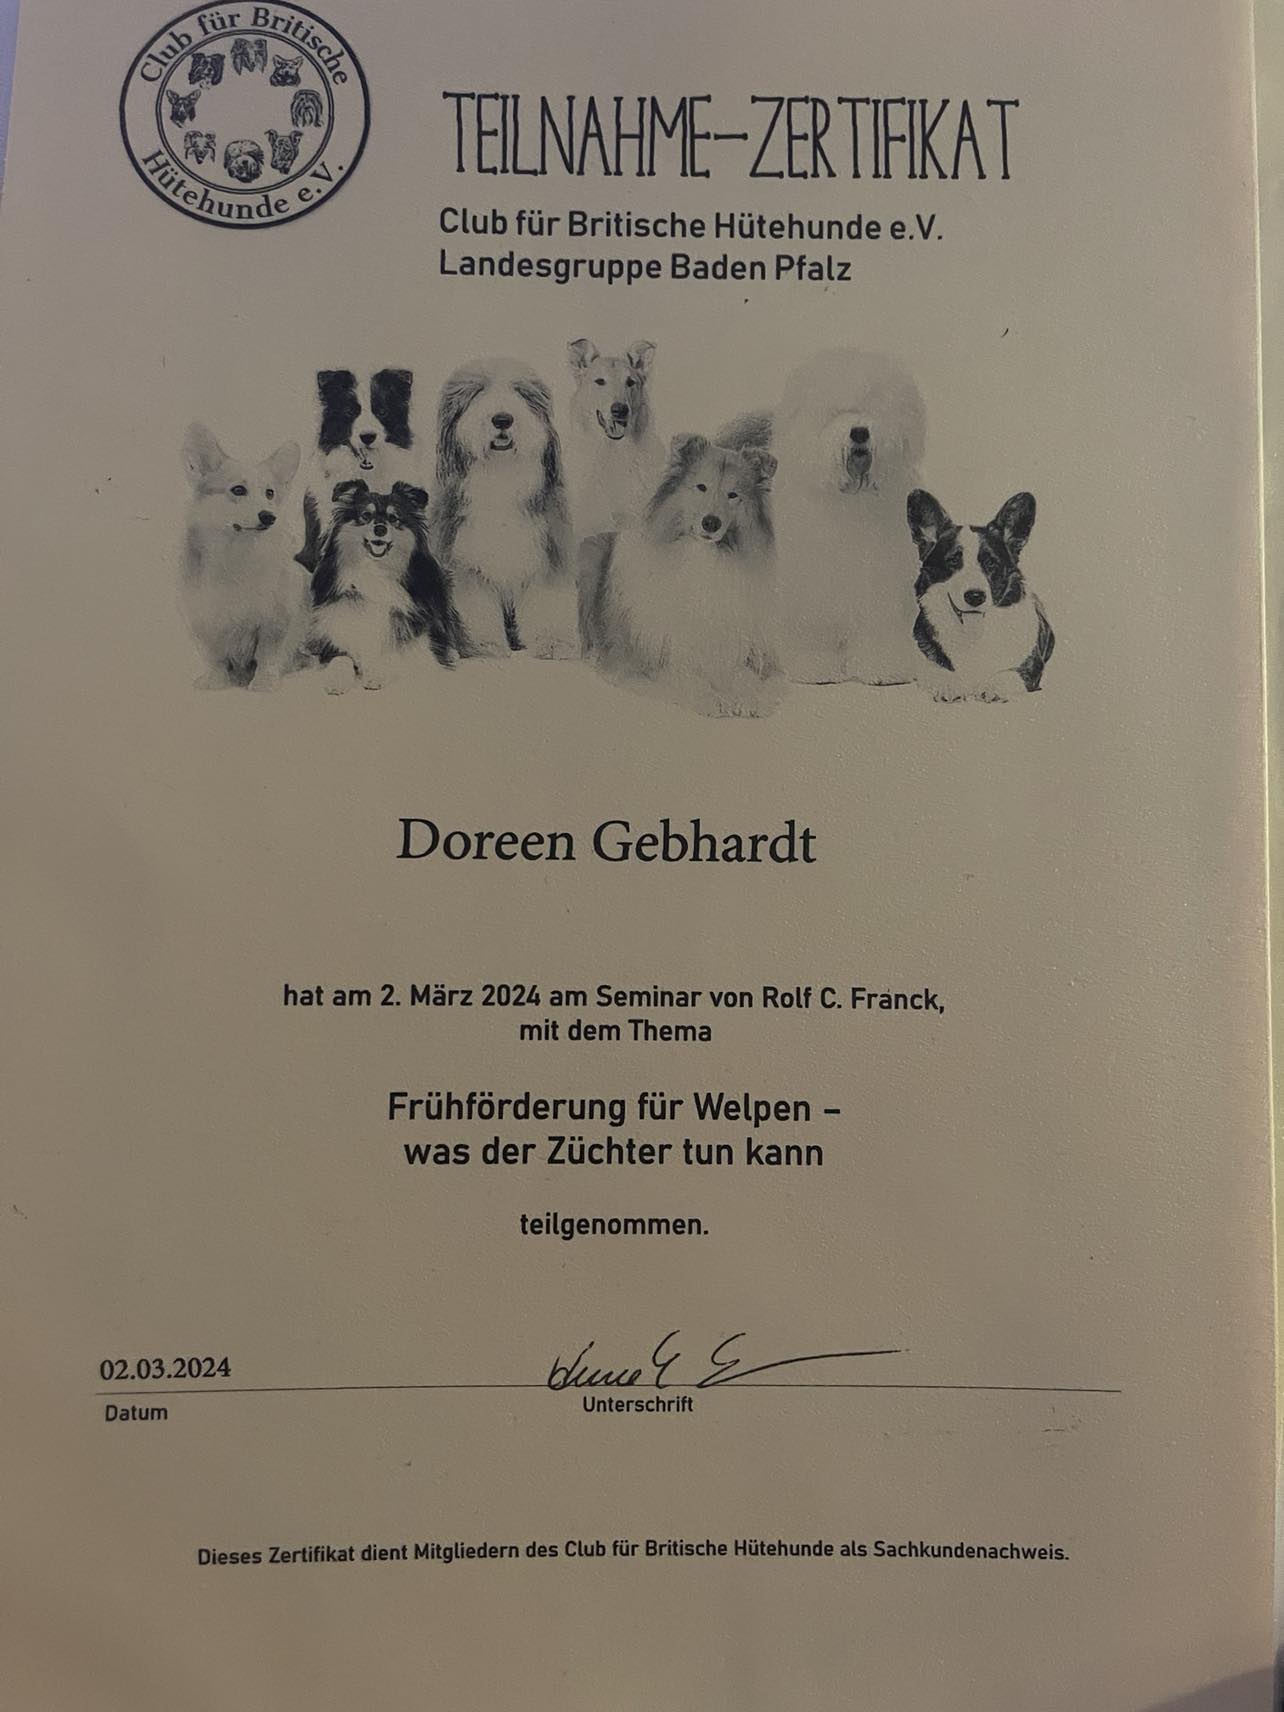 Club für Britische
Hütehunde e.V.
TEILNAHME-ZERTIFIKAT
Club für Britische Hütehunde e.V.
Landesgruppe Baden Pfalz
Doreen Gebhardt
hat am 2. März 2024 am Seminar von Rolf C. Franck,
mit dem Thema
Frühförderung für Welpen –
was der Züchter tun kann
teilgenommen.
02.03.2024
Datum
Unterschrift
Dieses Zertifikat dient Mitgliedern des Club für Britische Hütehunde als Sachkundenachweis.